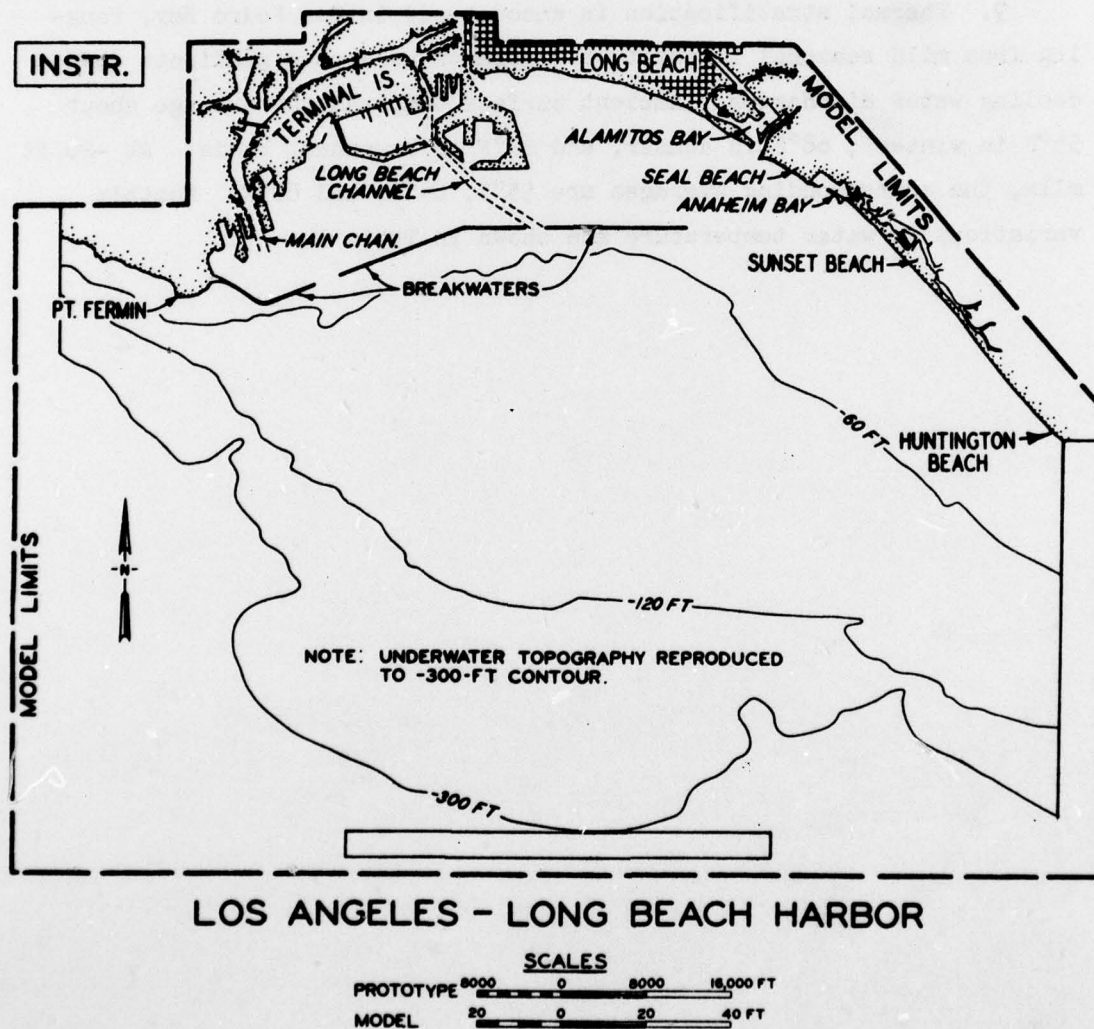 INSTR.
LONG BEACH
TERMINAL IS
MODEL LIMITS
ALAMITOS BAY
LONG BEACH
CHANNEL
SEAL BEACH
ANAHEIM BAY
MAIN CHAN.
SUNSET BEACH
BREAKWATERS
PT. FERMIN
-60 FT
HUNTINGTON
BEACH
MODEL LIMITS
N
-120 FT
NOTE: UNDERWATER TOPOGRAPHY REPRODUCED
TO -300-FT CONTOUR.
-300 FT
LOS ANGELES – LONG BEACH HARBOR
SCALES
PROTOTYPE 8000 0 8000 16,000 FT
MODEL 20 0 20 40 FT